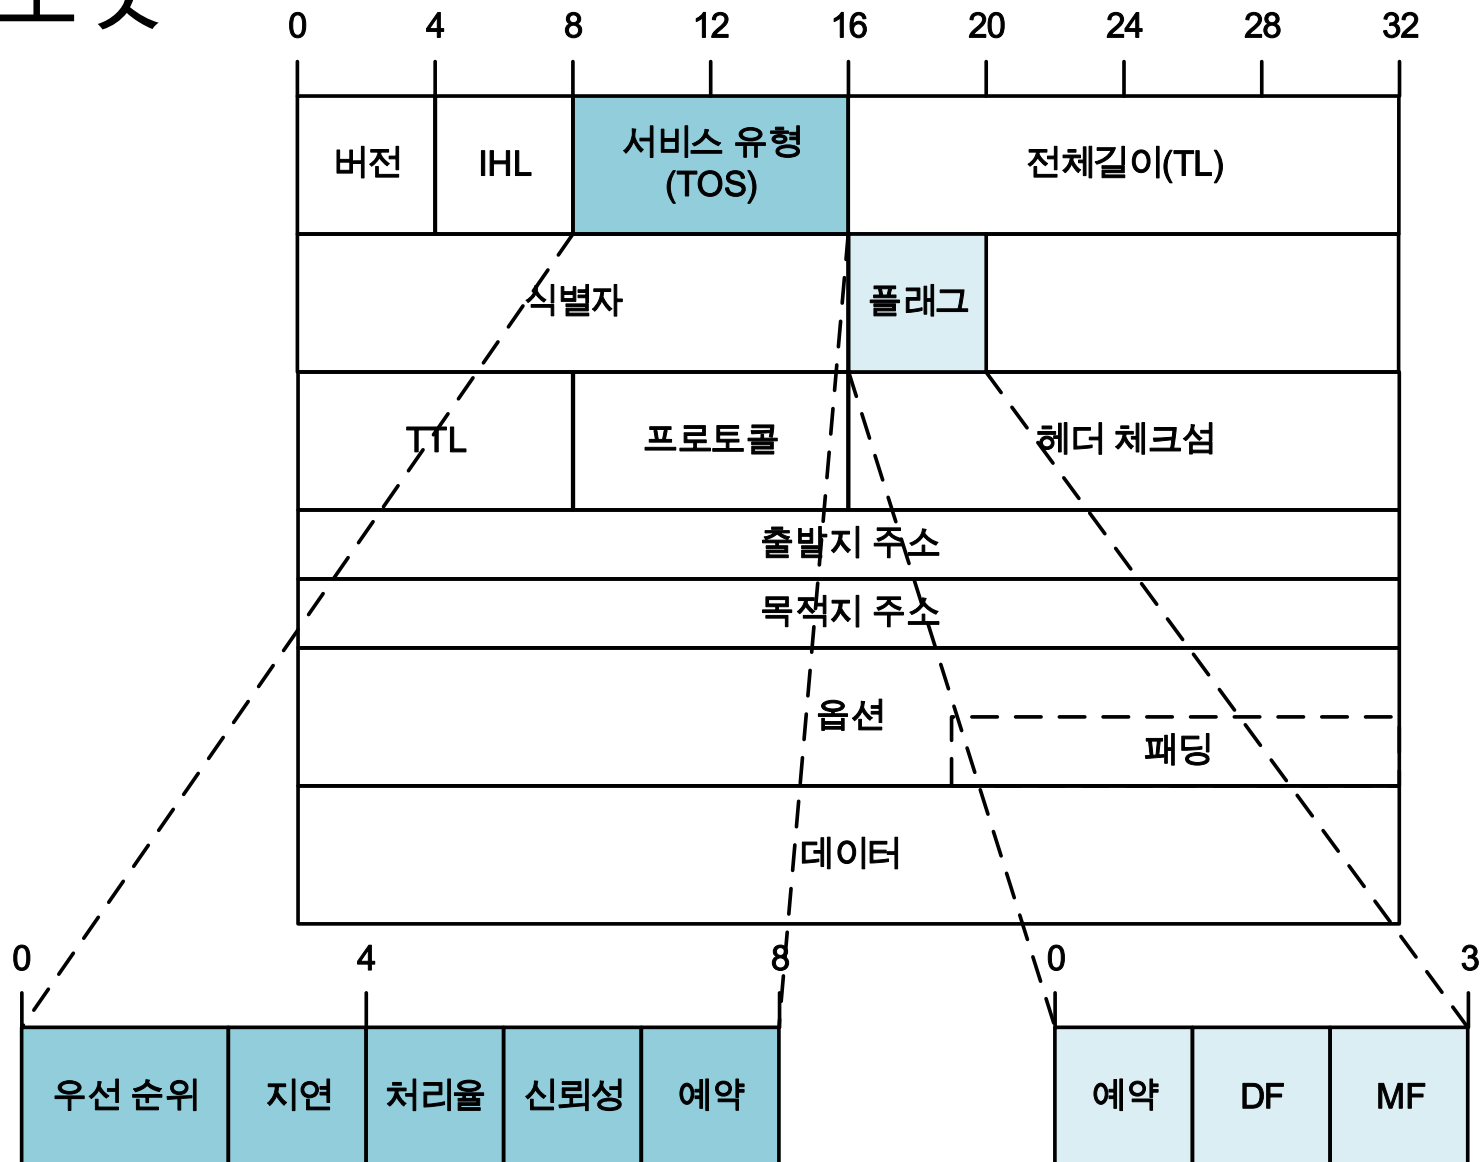 0 4 8 12 16 20 24 28 32
버전 IHL 서비스 유형 전체길이(TL)
(TOS)
식별자 플래그
TTL 프로토콜 헤더 체크섬
출발지 주소
목적지 주소
옵션
패딩
데이터
0 4 8 0 3
우선 순위 지연 처리율 신뢰성 예약 예약 DF MF